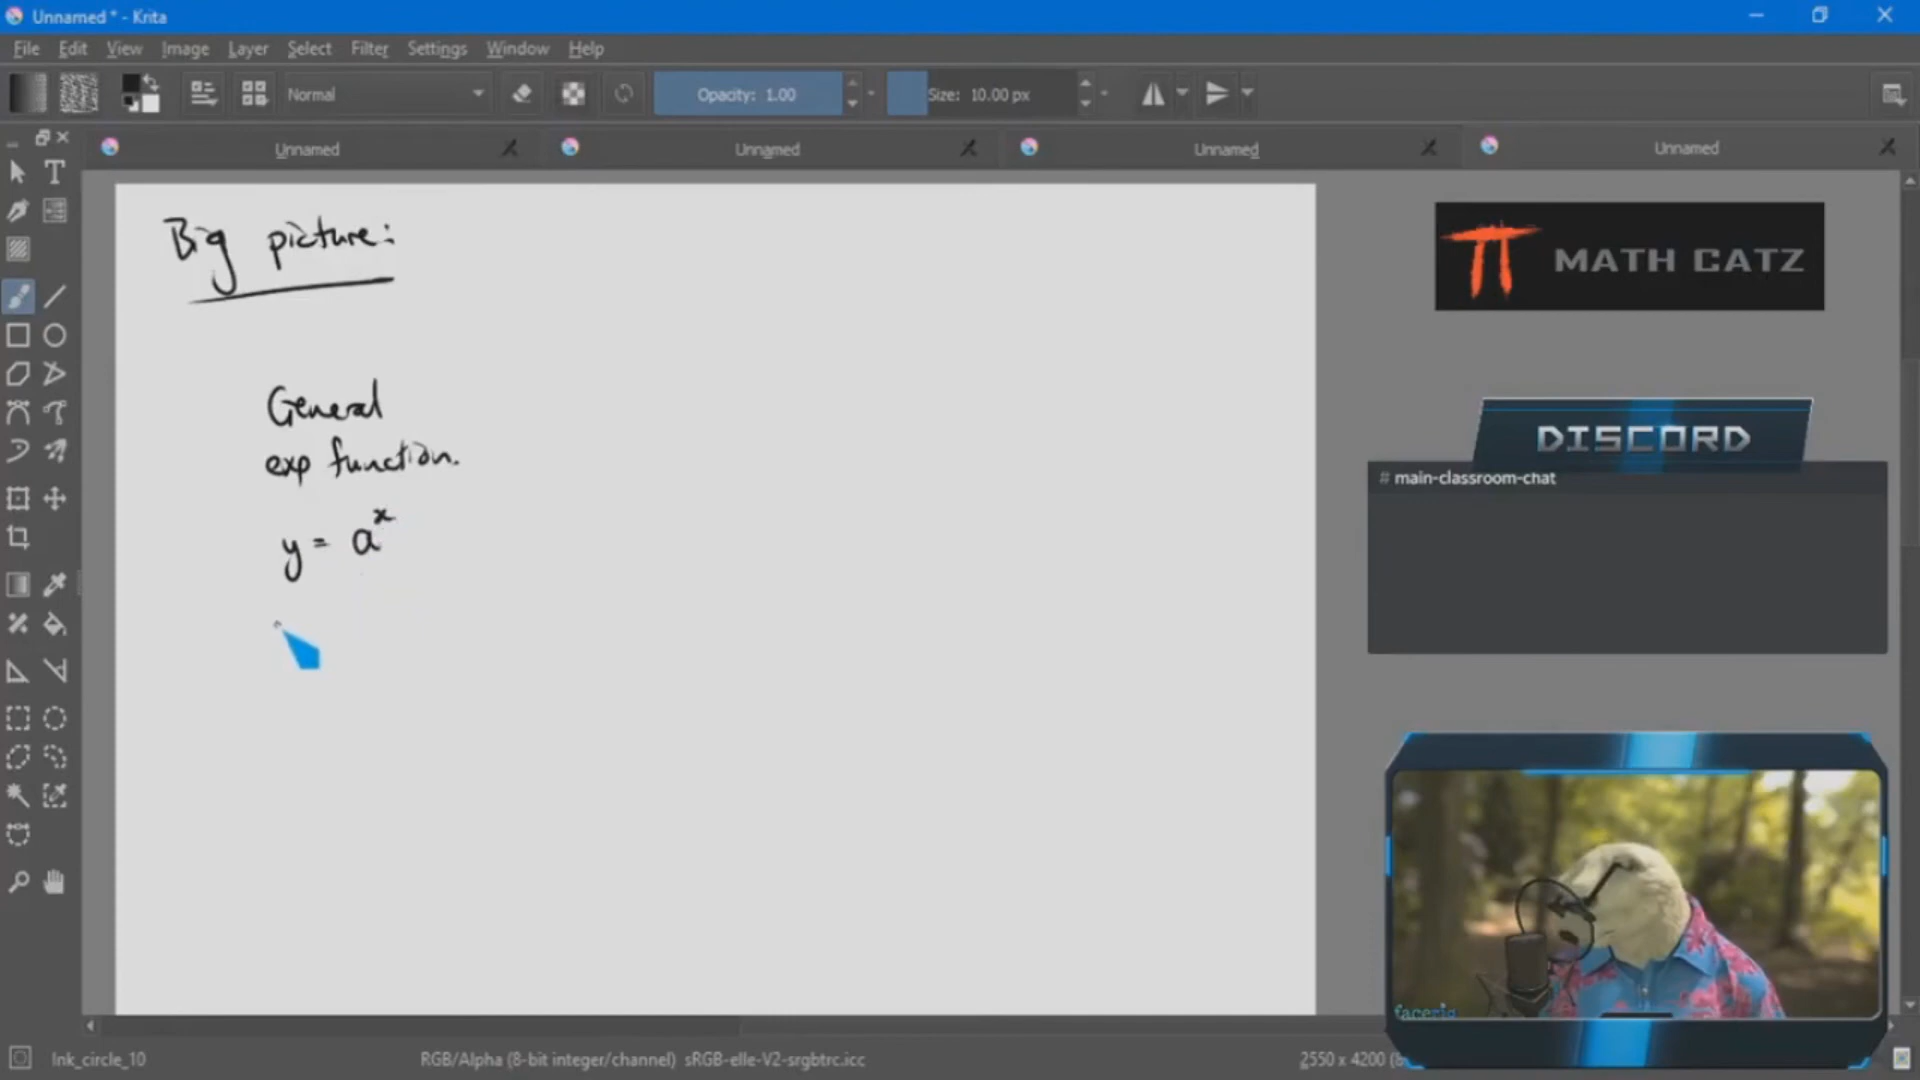 Unnamed * - Krita
File Edit View Image Layer Select Filter Settings Window Help
Normal Opacity: 1.00 Size: 10.00 px
Unnamed Unnamed Unnamed Unnamed
Big picture:
General
exp function.
y = a^x
π MATH CATZ
DISCORD
# main-classroom-chat
facerig
Ink_circle_10 RGB/Alpha (8-bit integer/channel) sRGB-elle-V2-srgbtrc.icc 2550 x 4200 (8